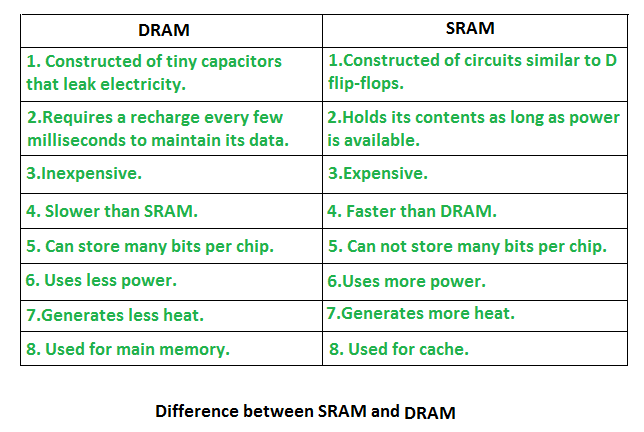 DRAM
SRAM
1. Constructed of tiny capacitors
that leak electricity.
1.Constructed of circuits similar to D
flip-flops.
2.Requires a recharge every few
milliseconds to maintain its data.
2.Holds its contents as long as power
is available.
3.Inexpensive.
3.Expensive.
4. Slower than SRAM.
4. Faster than DRAM.
5. Can store many bits per chip.
5. Can not store many bits per chip.
6. Uses less power.
6.Uses more power.
7.Generates less heat.
7.Generates more heat.
8. Used for main memory.
8. Used for cache.
Difference between SRAM and DRAM